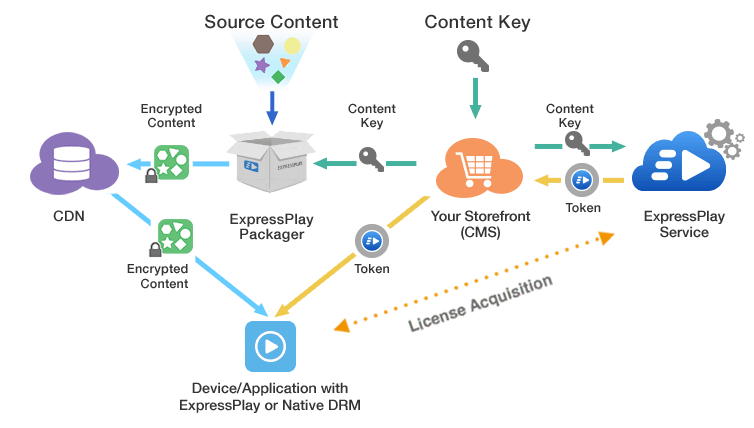 Source Content
Content Key
Encrypted
Content
Content
Key
Content
Key
EXPRESSPLAY
CDN
ExpressPlay
Packager
Your Storefront
(CMS)
Token
ExpressPlay
Service
Encrypted
Content
Token
License Acquisition
Device/Application with
ExpressPlay or Native DRM